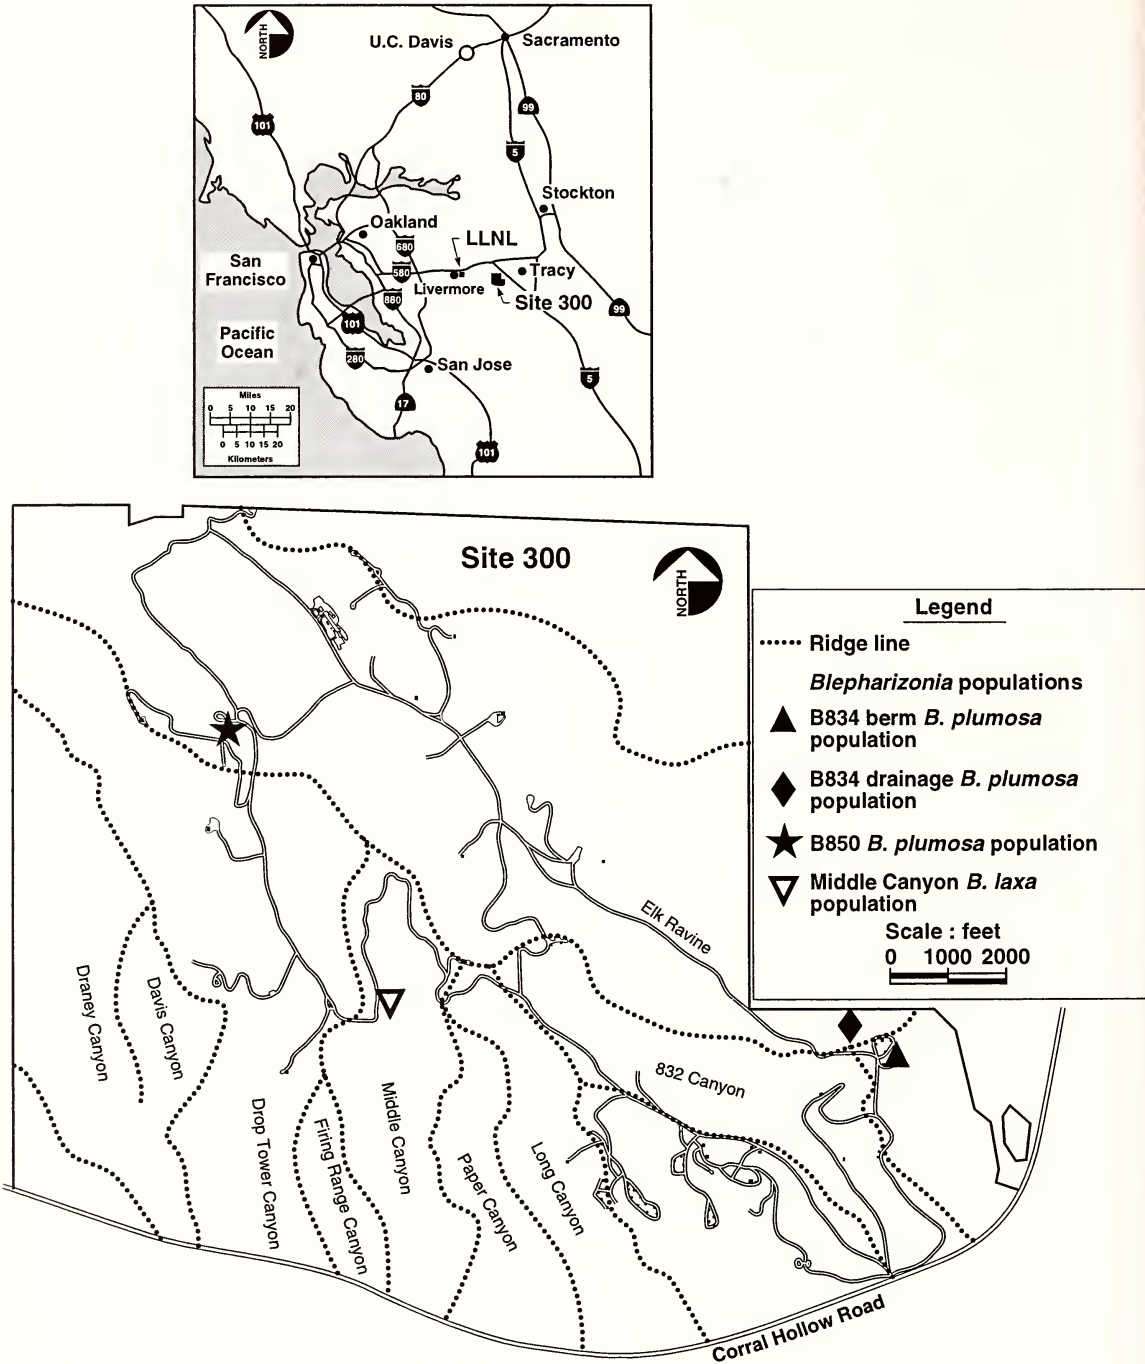 NORTH
U.C. Davis
Sacramento
80
99
101
5
Stockton
Oakland
680
LLNL
San
Francisco
580
Tracy
Livermore
Site 300
880
99
Pacific
Ocean
101
280
San Jose
5
17
101
Miles
0 5 10 15 20
0 5 10 15 20
Kilometers
Site 300
NORTH
Legend
Ridge line
Blepharizonia populations
B834 berm B. plumosa
population
B834 drainage B. plumosa
population
B850 B. plumosa population
Middle Canyon B. laxa
population
Scale : feet
0 1000 2000
Elk Ravine
Draney Canyon
Davis Canyon
832 Canyon
Drop Tower Canyon
Firing Range Canyon
Middle Canyon
Paper Canyon
Long Canyon
Corral Hollow Road